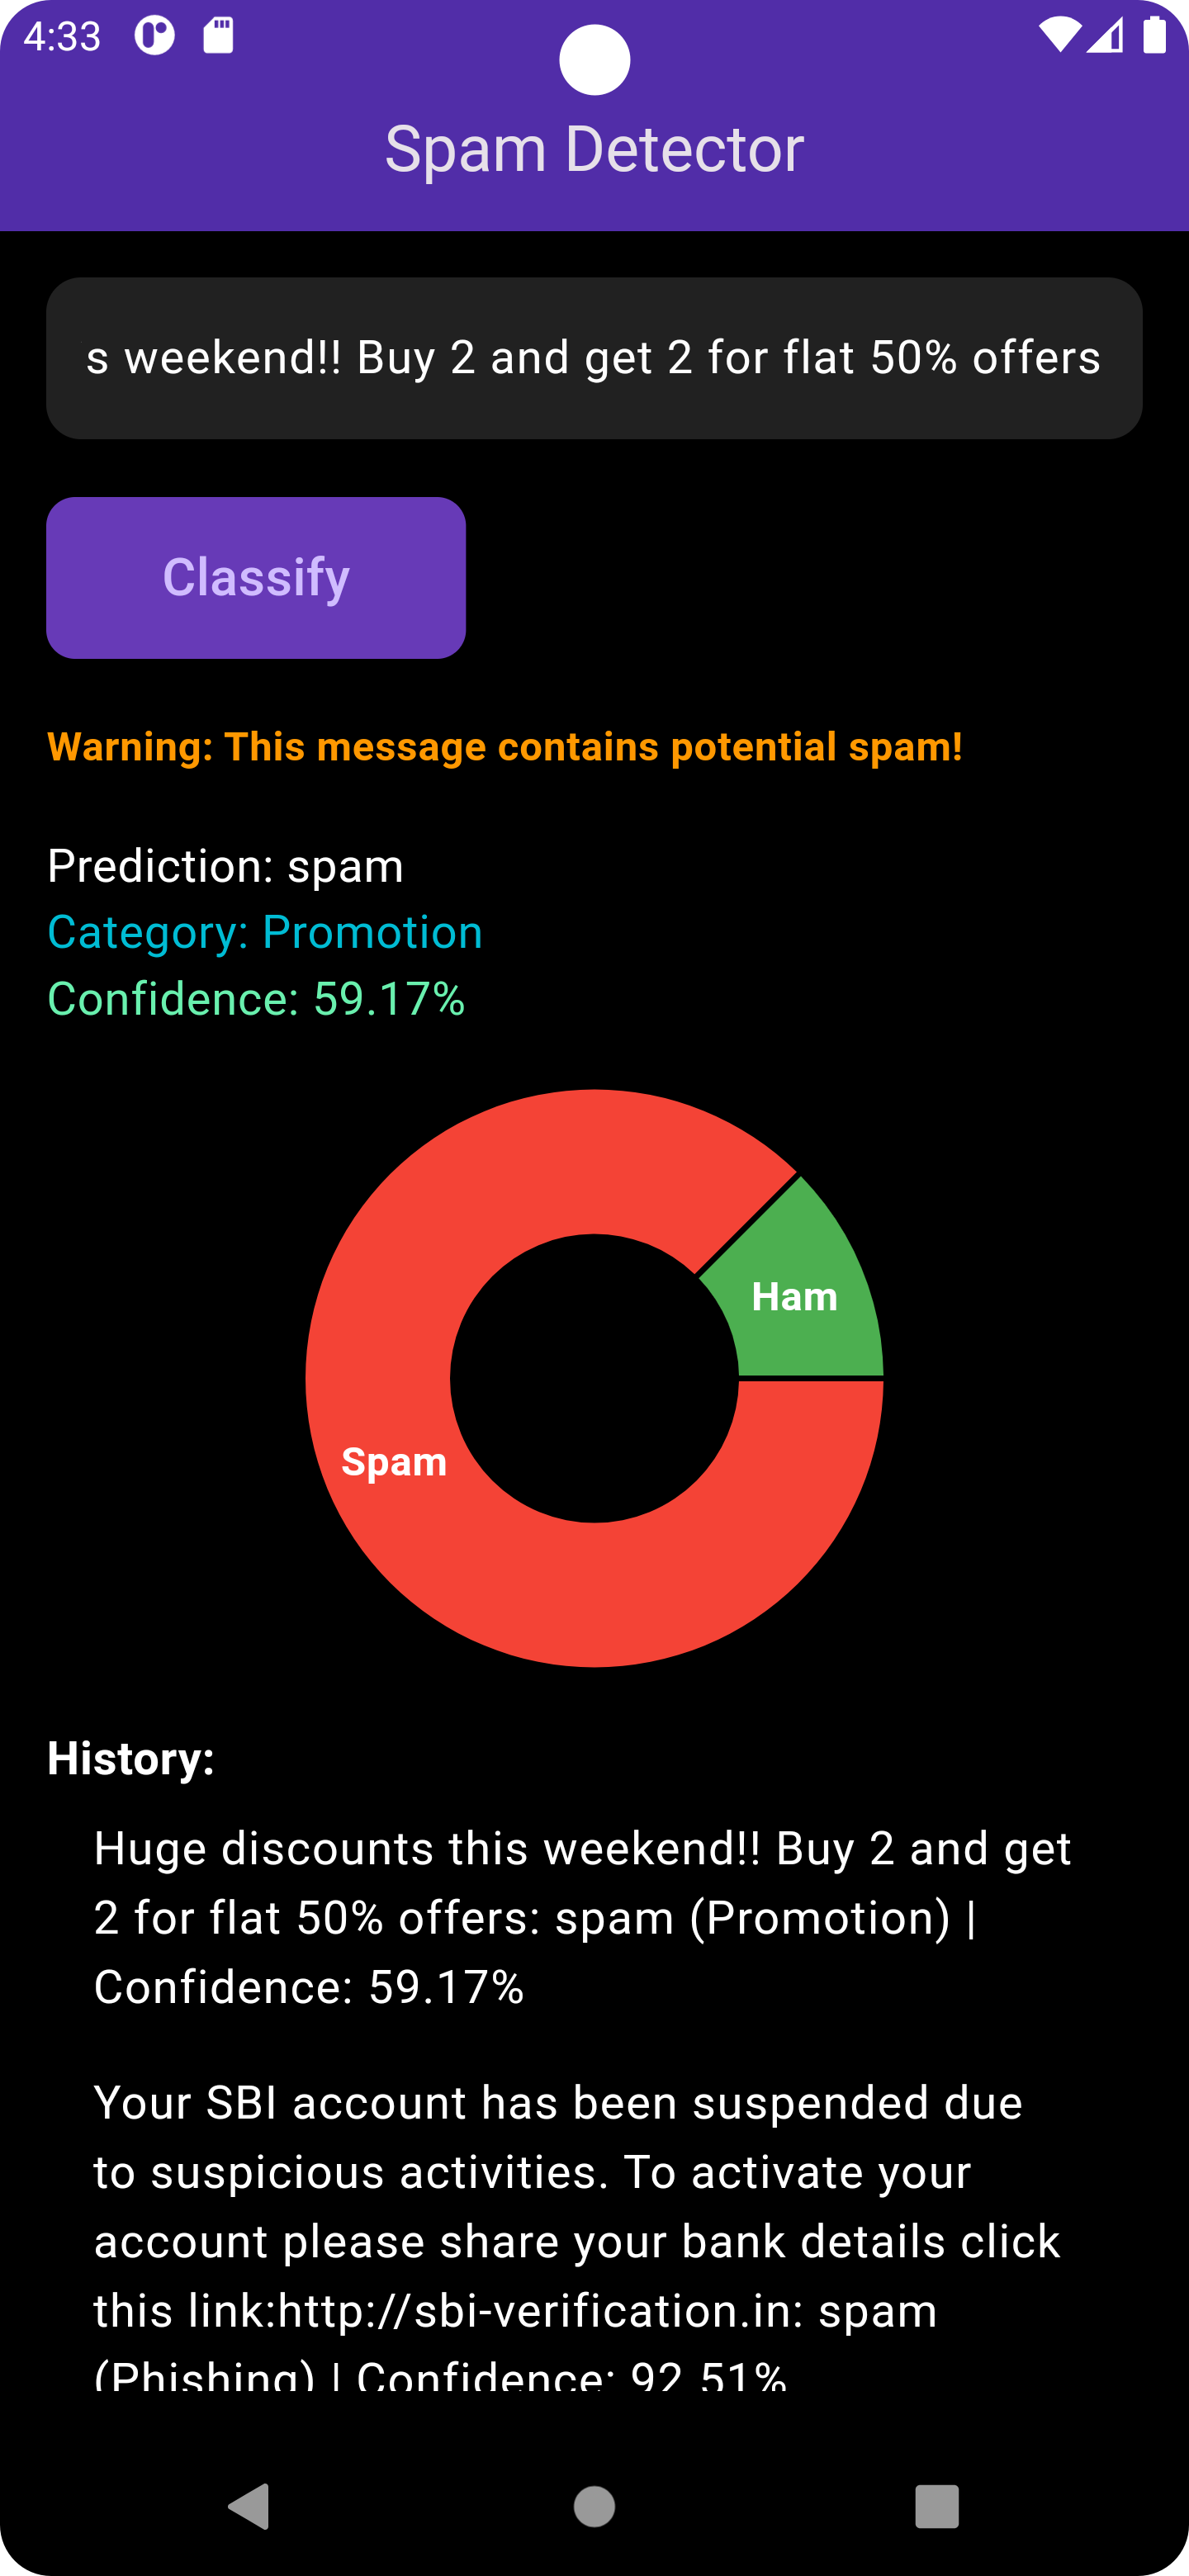 4:33
Spam Detector
s weekend!! Buy 2 and get 2 for flat 50% offers
Classify
Warning: This message contains potential spam!
Prediction: spam
Category: Promotion
Confidence: 59.17%
Ham
Spam
History:
Huge discounts this weekend!! Buy 2 and get
2 for flat 50% offers: spam (Promotion) |
Confidence: 59.17%
Your SBI account has been suspended due
to suspicious activities. To activate your
account please share your bank details click
this link:http://sbi-verification.in: spam
(Phishing) | Confidence: 92.51%